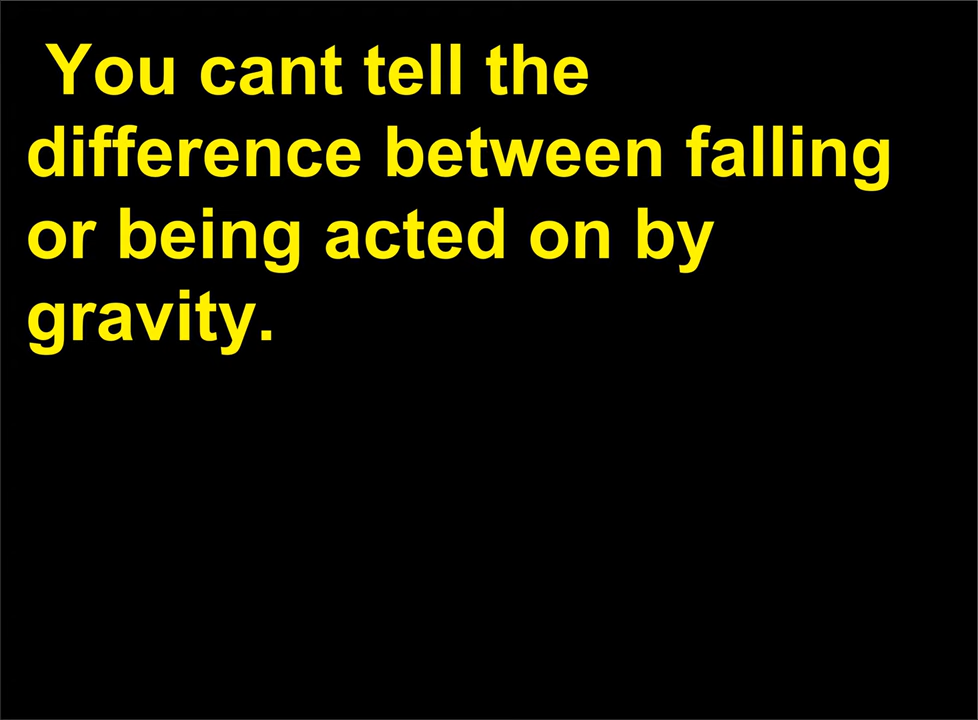 You cant tell the
difference between falling
or being acted on by
gravity.